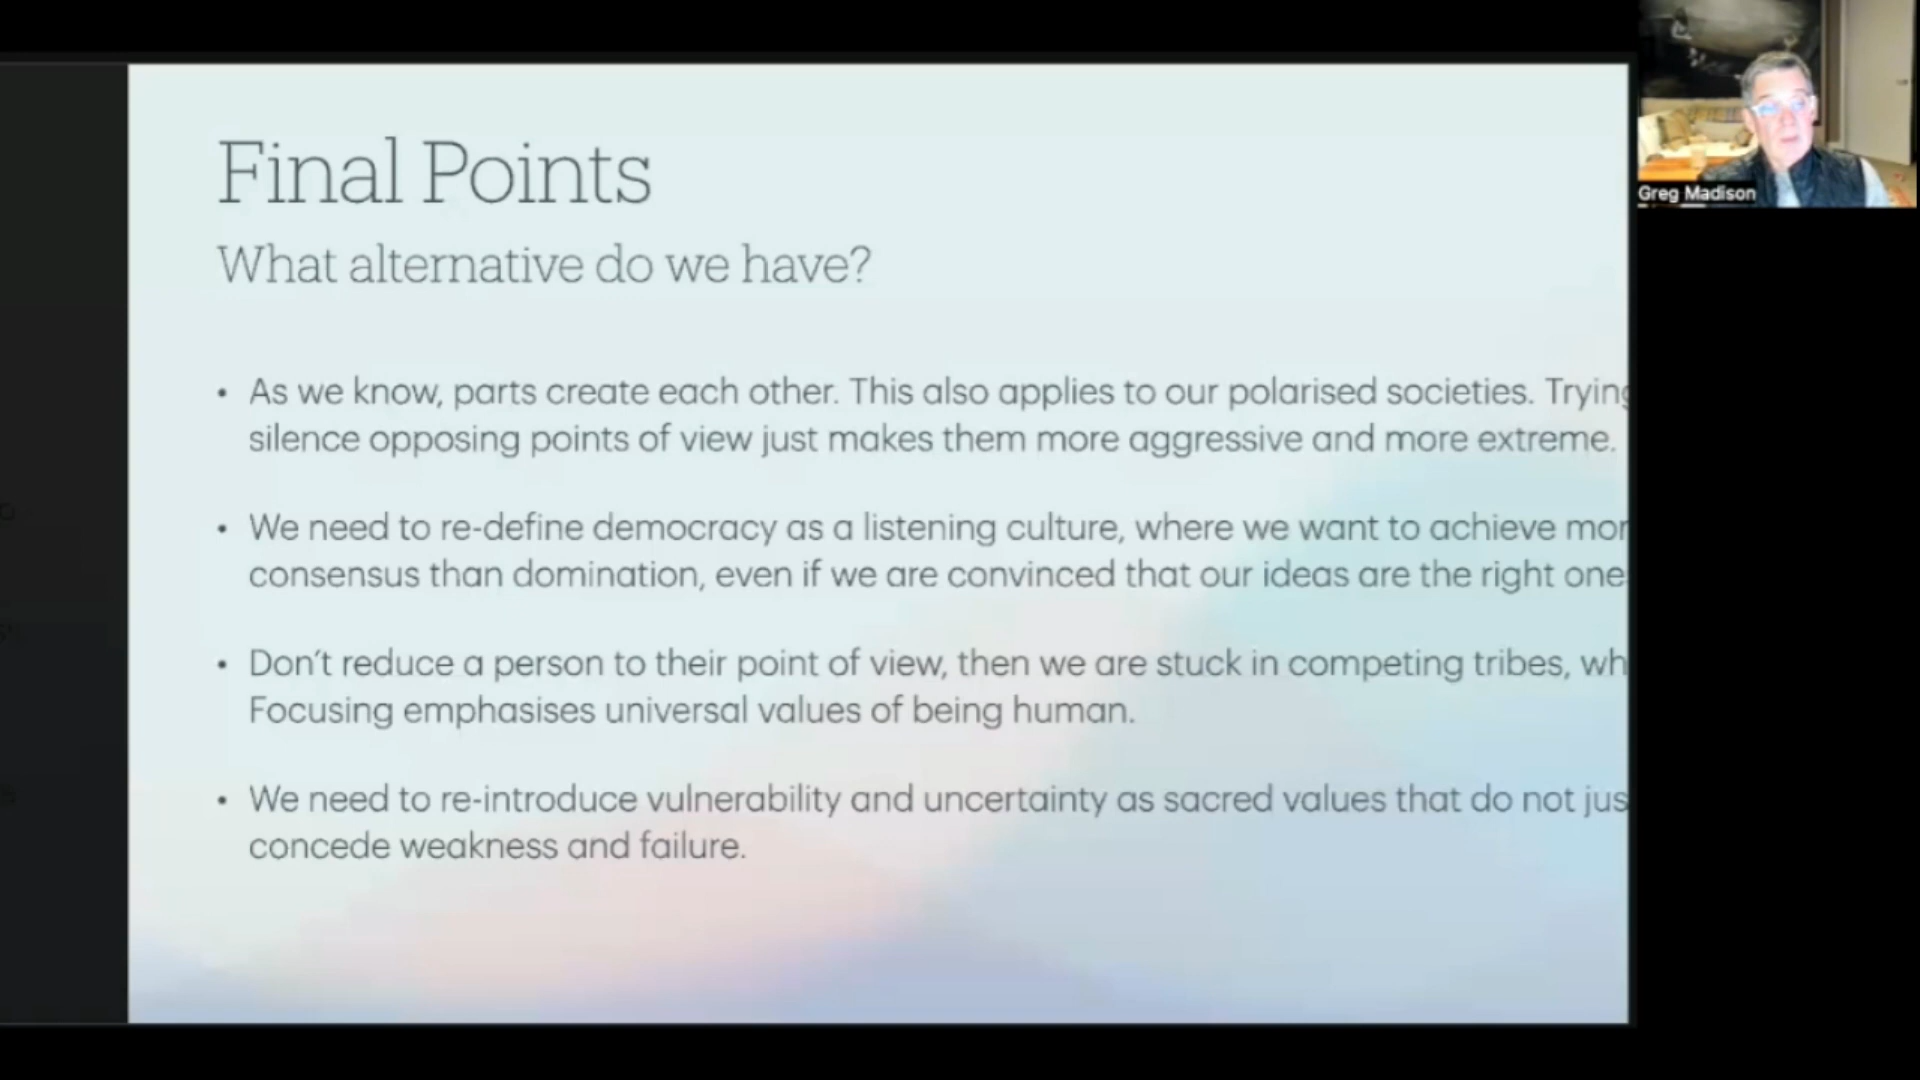 Final Points
What alternative do we have?
• As we know, parts create each other. This also applies to our polarised societies. Trying
silence opposing points of view just makes them more aggressive and more extreme.
• We need to re-define democracy as a listening culture, where we want to achieve mor
consensus than domination, even if we are convinced that our ideas are the right one
• Don't reduce a person to their point of view, then we are stuck in competing tribes, wh
Focusing emphasises universal values of being human.
• We need to re-introduce vulnerability and uncertainty as sacred values that do not jus
concede weakness and failure.
Greg Madison